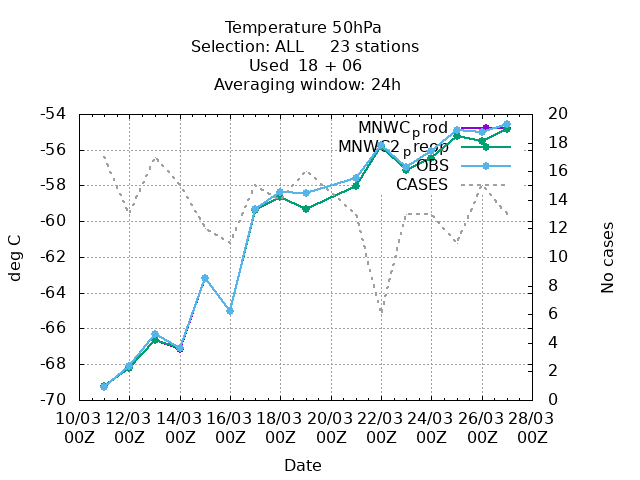 Temperature 50hPa
Selection: ALL 23 stations
Used 18 + 06
Averaging window: 24h
MNWC_prod
MNWC2_preop
OBS
CASES
-54
-56
-58
-60
-62
-64
-66
-68
-70
20
18
16
14
12
10
8
6
4
2
0
deg C
No cases
10/03 12/03 14/03 16/03 18/03 20/03 22/03 24/03 26/03 28/03
00Z 00Z 00Z 00Z 00Z 00Z 00Z 00Z 00Z 00Z
Date